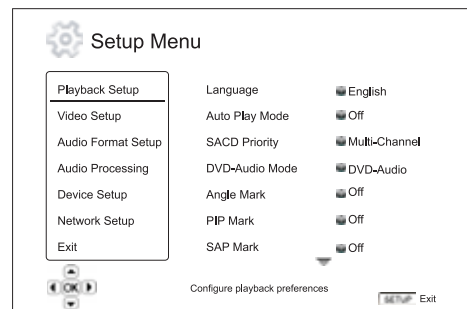 Setup Menu
Playback Setup
Video Setup
Audio Format Setup
Audio Processing
Device Setup
Network Setup
Exit
Language English
Auto Play Mode Off
SACD Priority Multi-Channel
DVD-Audio Mode DVD-Audio
Angle Mark Off
PIP Mark Off
SAP Mark Off
OK
Configure playback preferences
SETUP Exit